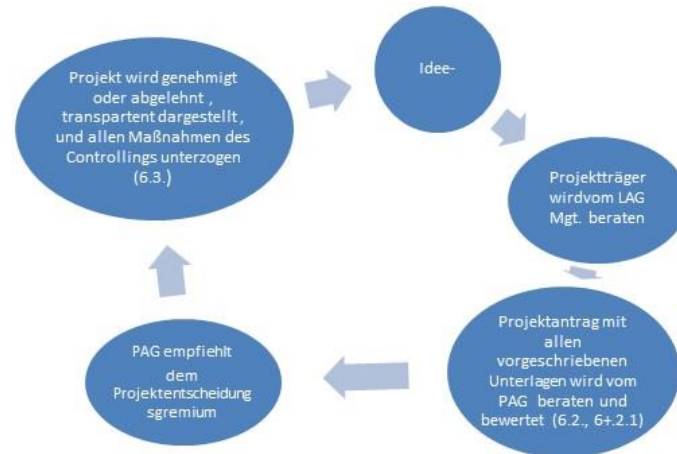 Idee-
Projektträger
wirdvom LAG
Mgt. beraten
Projektantrag mit
allen
vorgeschriebenen
Unterlagen wird vom
PAG beraten und
bewertet (6.2., 6+.2.1)
PAG empfiehlt
dem
Projektentscheidung
sgremium
Projekt wird genehmigt
oder abgelehnt ,
transpartent dargestellt ,
und allen Maßnahmen des
Controllings unterzogen
(6.3.)